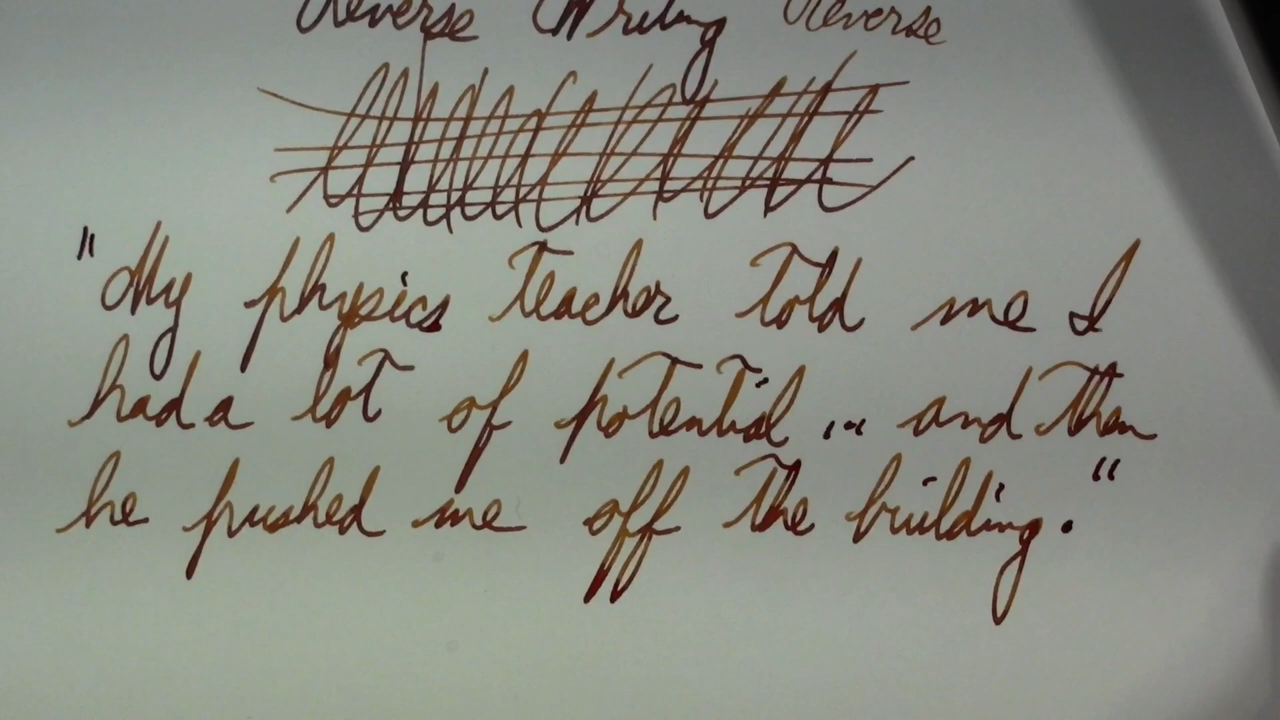 Reverse Writing Reverse
"My physics teacher told me I
had a lot of potential... and then
he pushed me off the building."